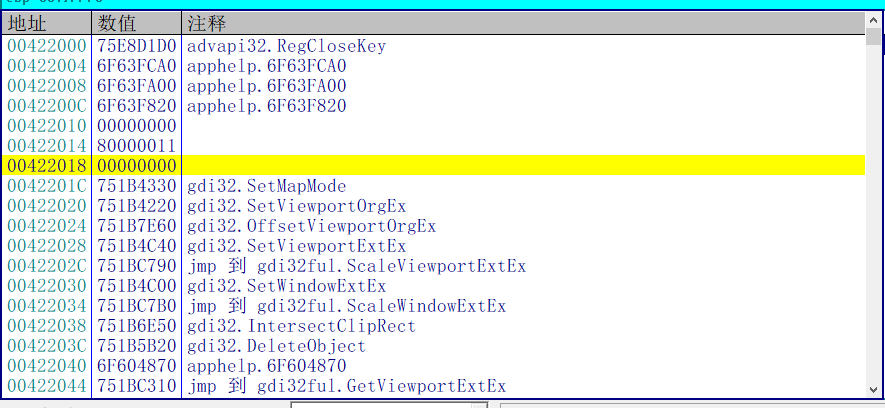 地址 数值 注释
00422000 75E8D1D0 advapi32.RegCloseKey
00422004 6F63FCA0 apphelp.6F63FCA0
00422008 6F63FA00 apphelp.6F63FA00
0042200C 6F63F820 apphelp.6F63F820
00422010 00000000
00422014 80000011
00422018 00000000
0042201C 751B4330 gdi32.SetMapMode
00422020 751B4220 gdi32.SetViewportOrgEx
00422024 751B7E60 gdi32.OffsetViewportOrgEx
00422028 751B4C40 gdi32.SetViewportExtEx
0042202C 751BC790 jmp 到 gdi32ful.ScaleViewportExtEx
00422030 751B4C00 gdi32.SetWindowExtEx
00422034 751BC7B0 jmp 到 gdi32ful.ScaleWindowExtEx
00422038 751B6E50 gdi32.IntersectClipRect
0042203C 751B5B20 gdi32.DeleteObject
00422040 6F604870 apphelp.6F604870
00422044 751BC310 jmp 到 gdi32ful.GetViewportExtEx